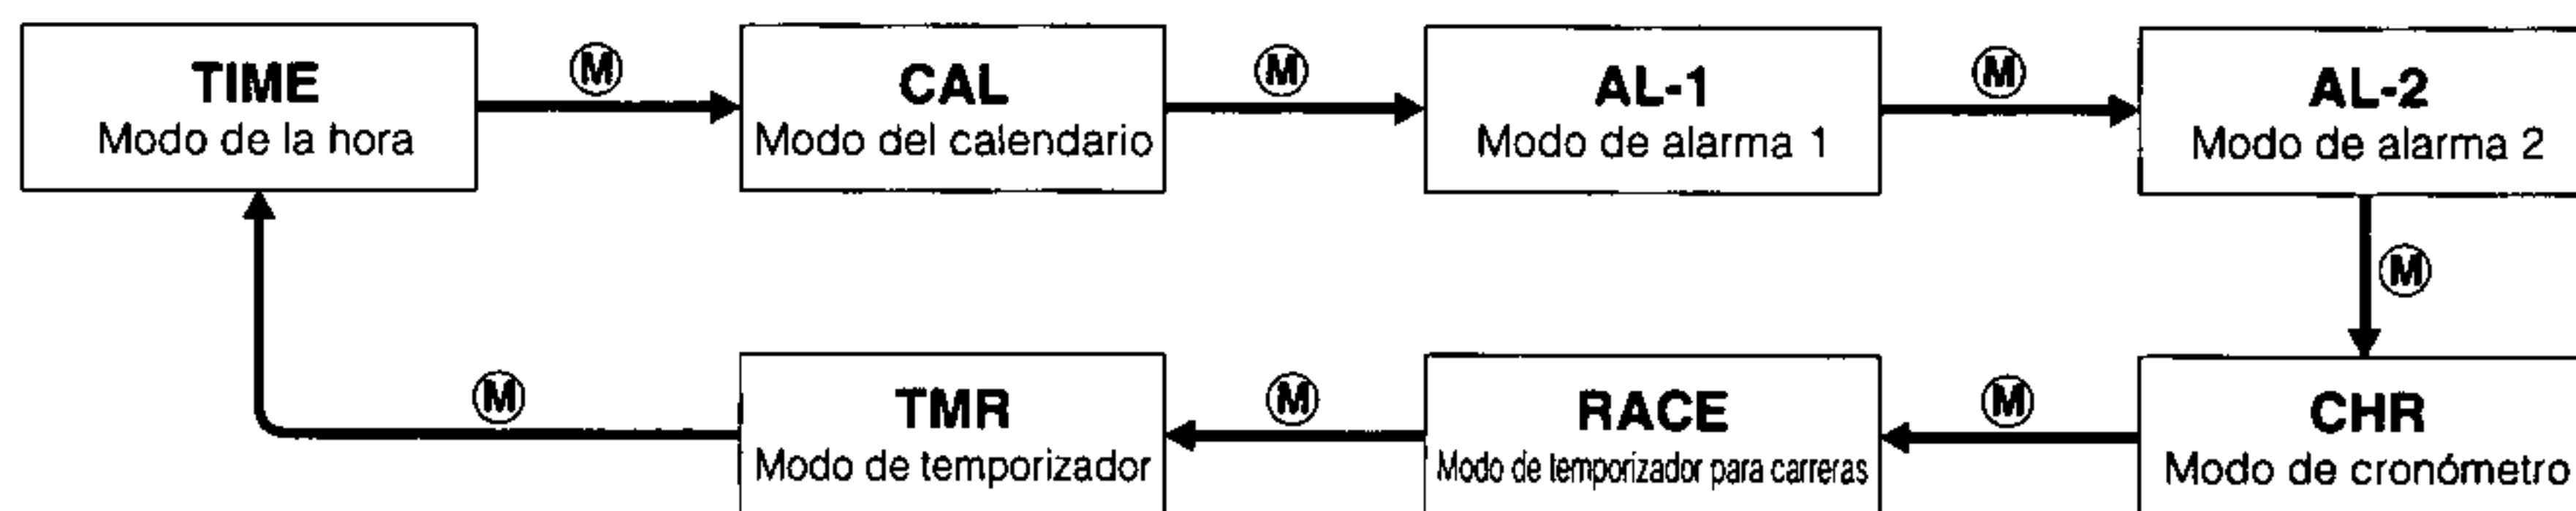 TIME
Modo de la hora
Ⓜ
CAL
Modo del calendario
Ⓜ
AL-1
Modo de alarma 1
Ⓜ
AL-2
Modo de alarma 2
Ⓜ
CHR
Modo de cronómetro
Ⓜ
RACE
Modo de temporizador para carreras
Ⓜ
TMR
Modo de temporizador
Ⓜ